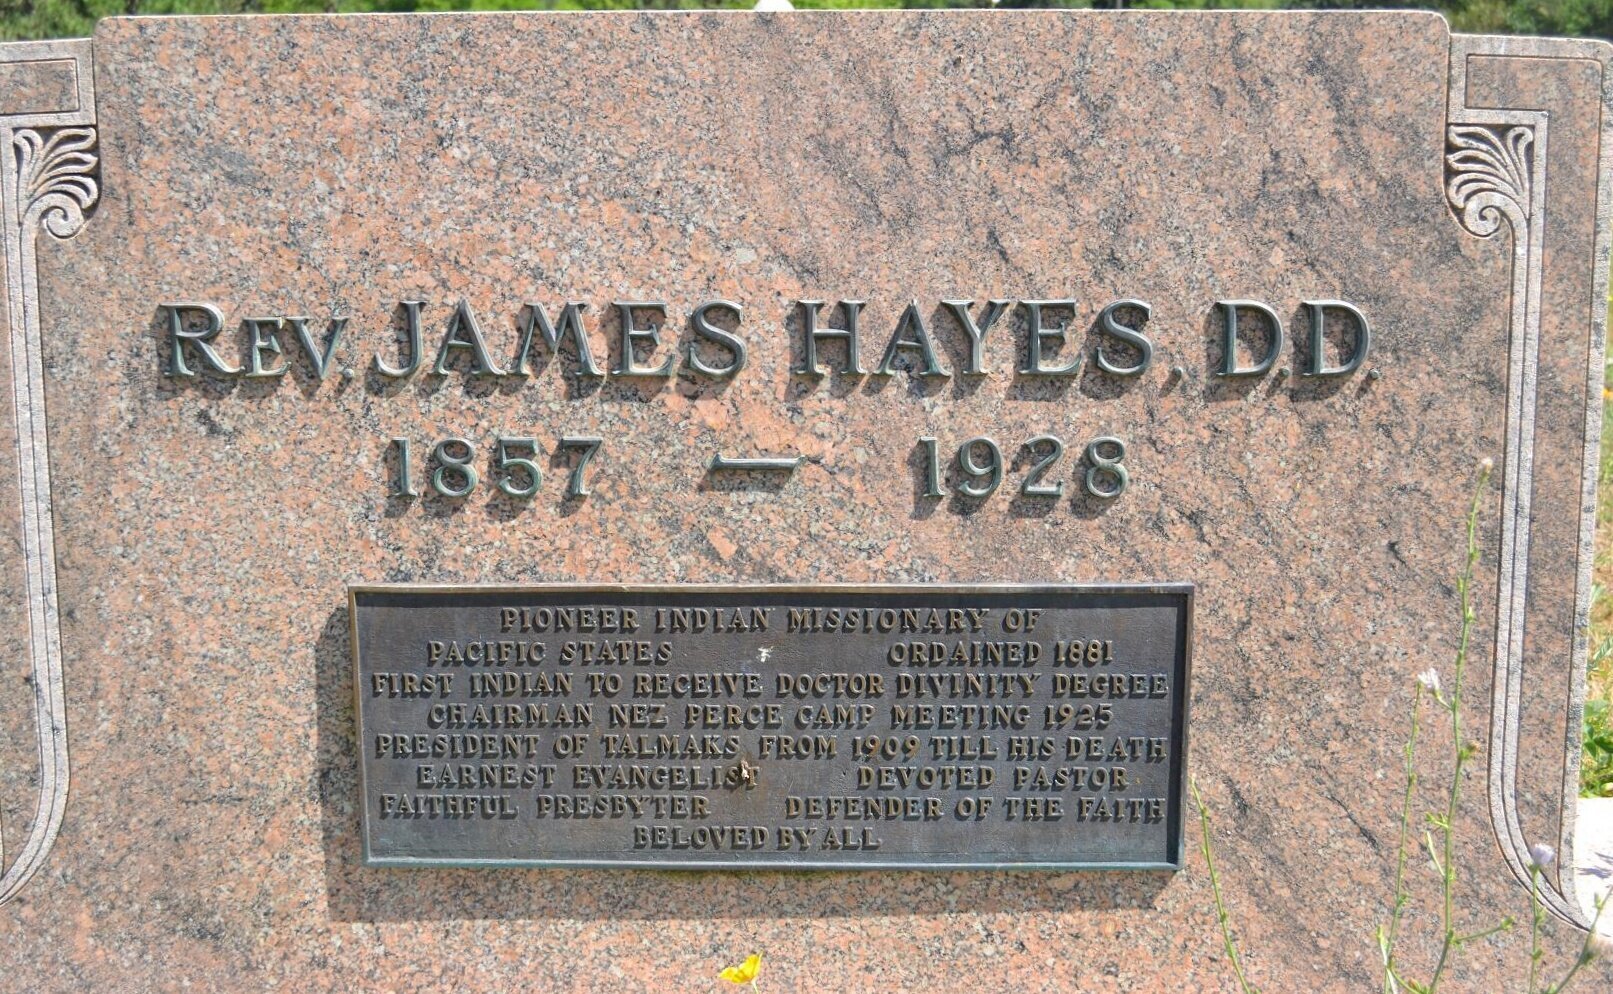 REV. JAMES HAYES, D.D.
1857 — 1928
PIONEER INDIAN MISSIONARY OF
PACIFIC STATES ORDAINED 1881
FIRST INDIAN TO RECEIVE DOCTOR DIVINITY DEGREE
CHAIRMAN NEZ PERCE CAMP MEETING 1925
PRESIDENT OF TALMAKS FROM 1909 TILL HIS DEATH
EARNEST EVANGELIST DEVOTED PASTOR
FAITHFUL PRESBYTER DEFENDER OF THE FAITH
BELOVED BY ALL